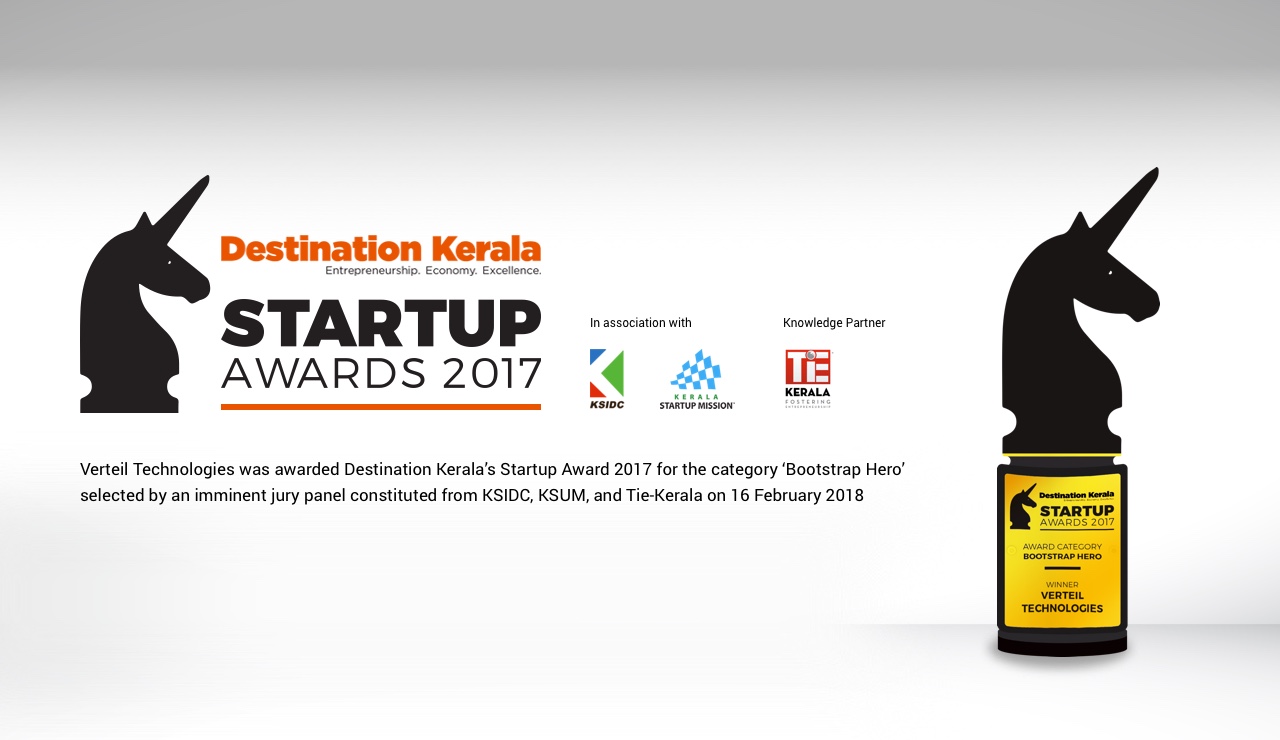 Destination Kerala
Entrepreneurship. Economy. Excellence.
STARTUP
AWARDS 2017
In association with
KSIDC
KERALA
STARTUP MISSION
Knowledge Partner
TiE
KERALA
FOSTERING
ENTREPRENEURSHIP
Verteil Technologies was awarded Destination Kerala’s Startup Award 2017 for the category ‘Bootstrap Hero’
selected by an imminent jury panel constituted from KSIDC, KSUM, and Tie-Kerala on 16 February 2018
Destination Kerala
STARTUP
AWARDS 2017
AWARD CATEGORY
BOOTSTRAP HERO
WINNER
VERTEIL
TECHNOLOGIES